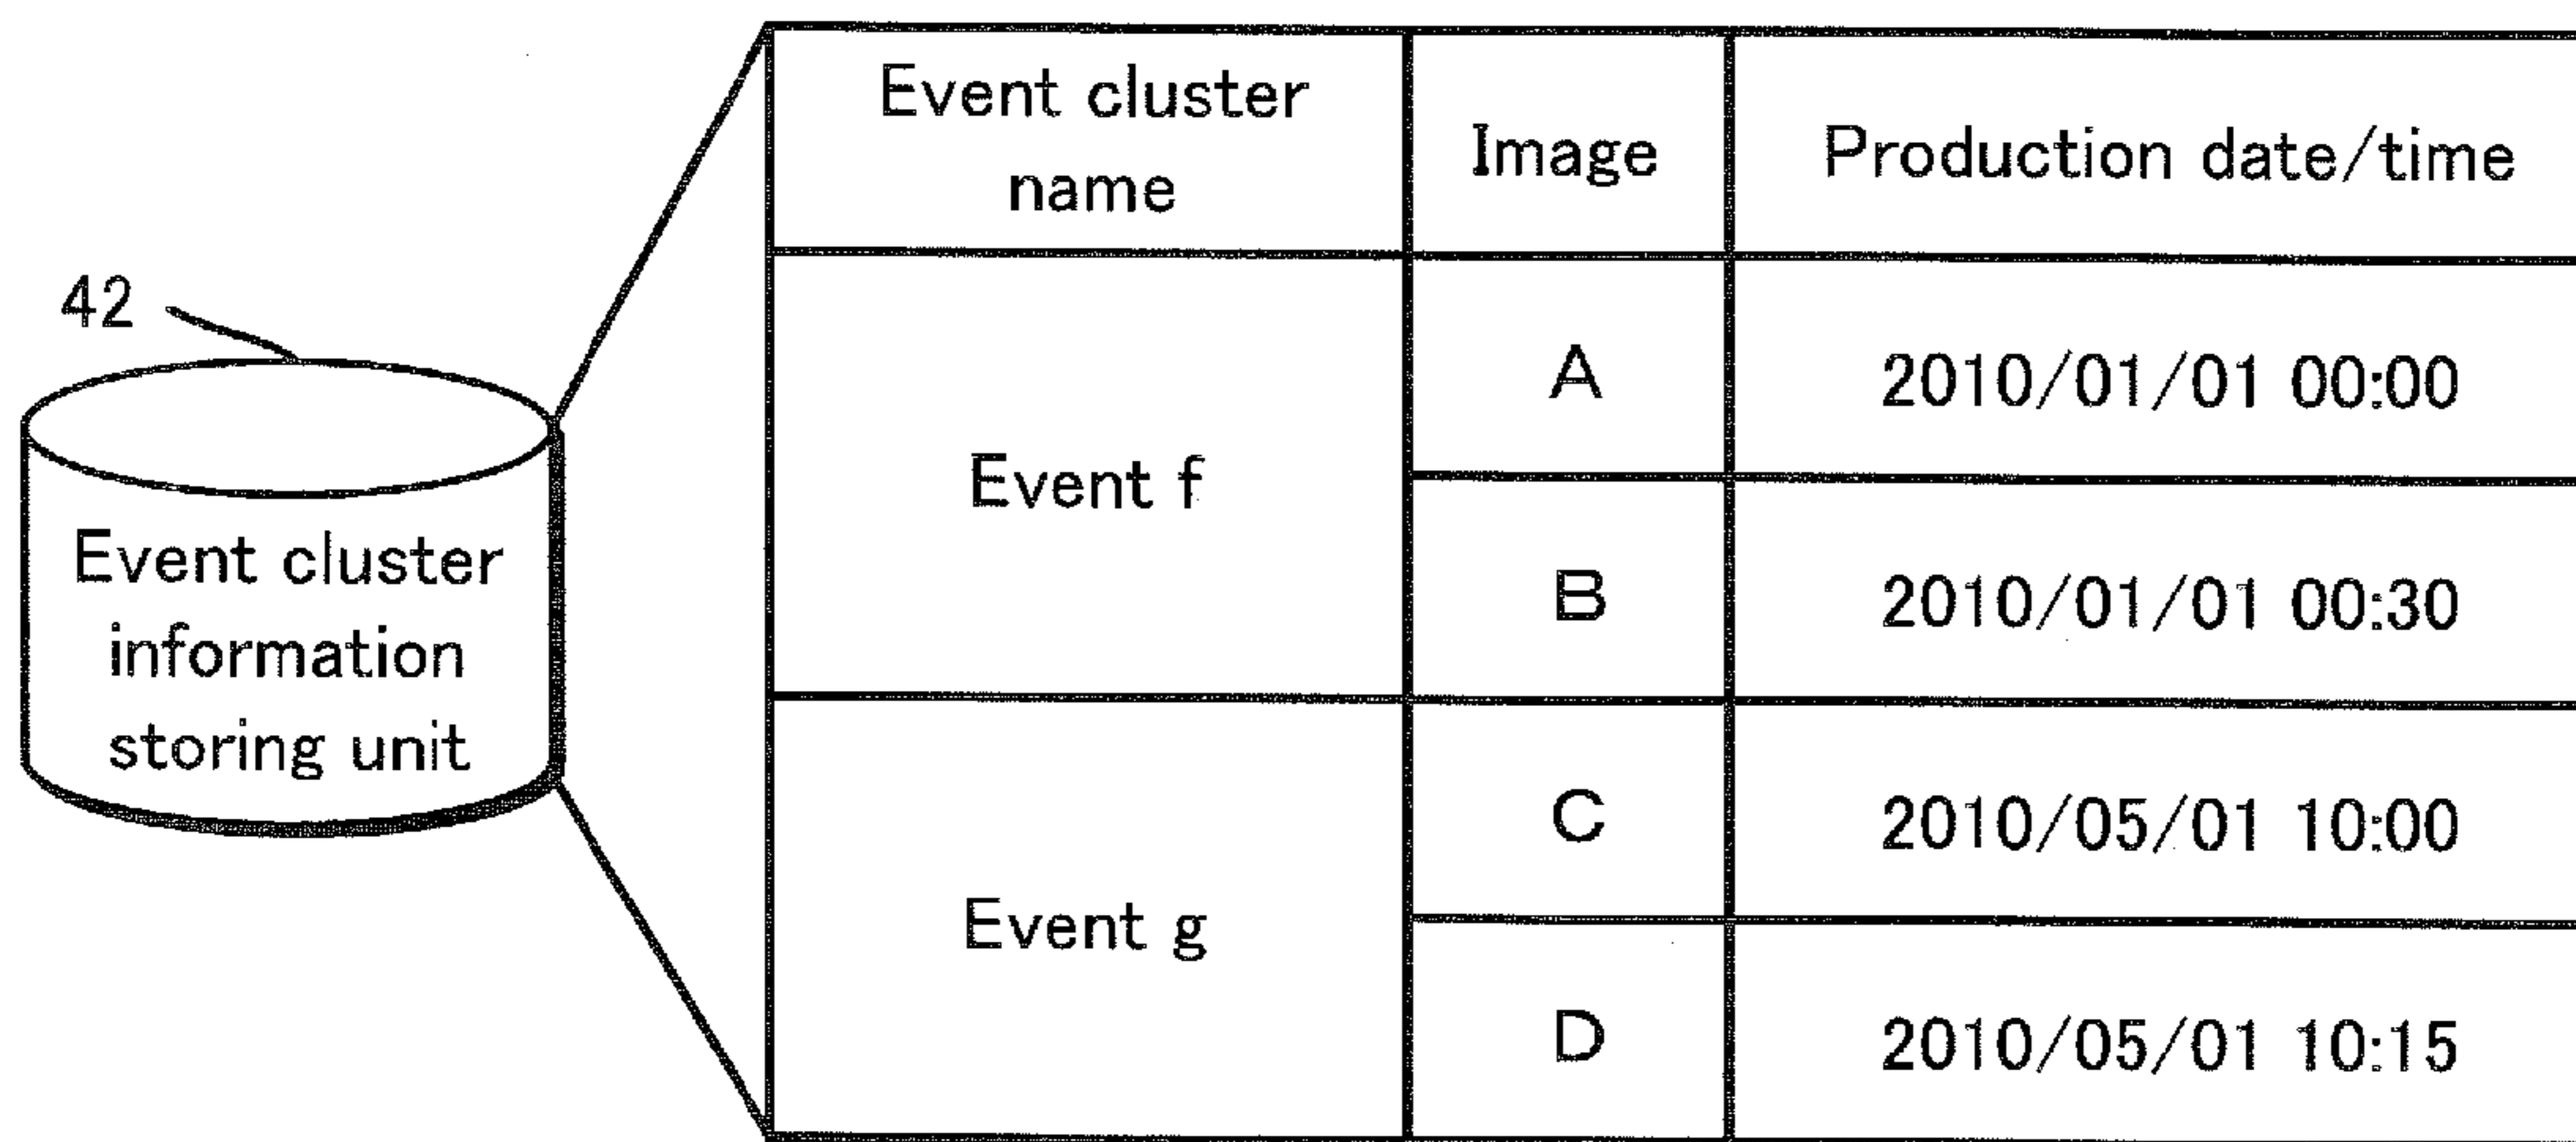 42
Event cluster
information
storing unit
Event cluster
name
Image
Production date/time
Event f
A
2010/01/01 00:00
B
2010/01/01 00:30
Event g
C
2010/05/01 10:00
D
2010/05/01 10:15